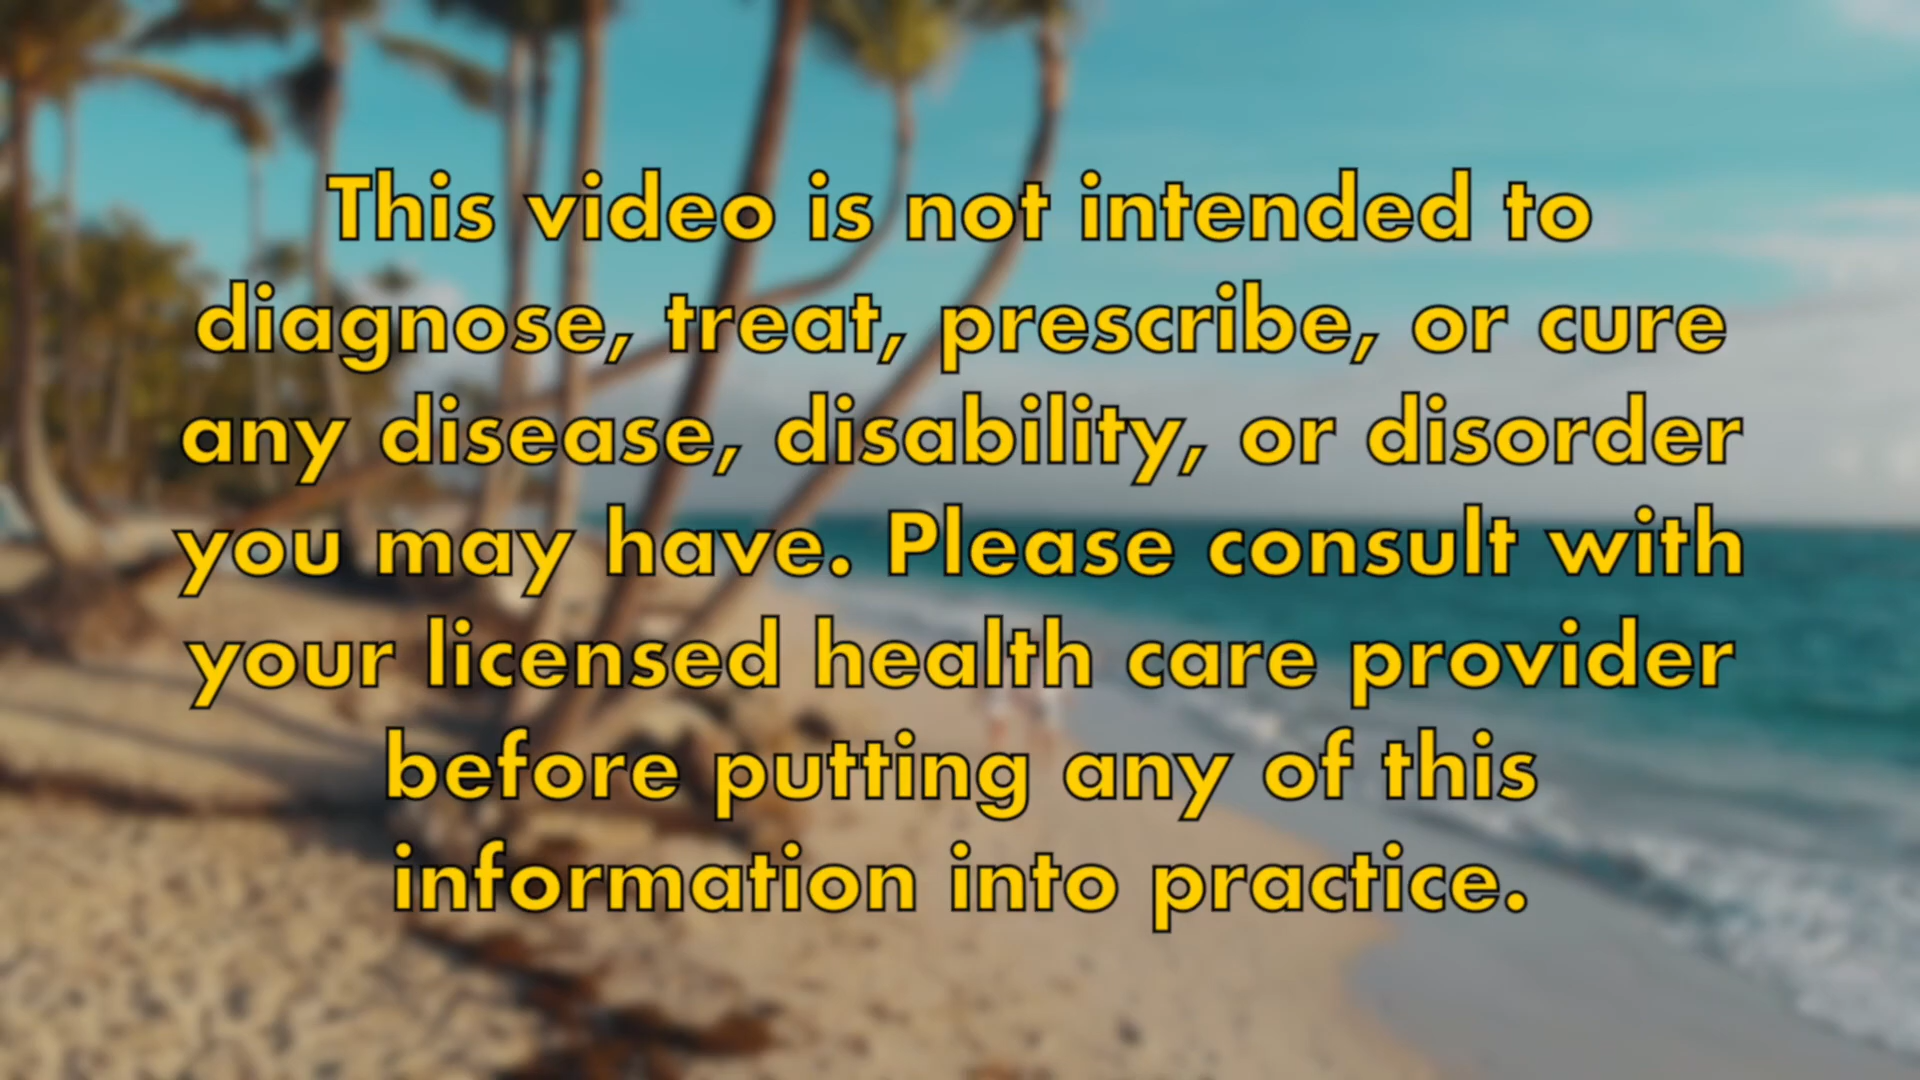 This video is not intended to
diagnose, treat, prescribe, or cure
any disease, disability, or disorder
you may have. Please consult with
your licensed health care provider
before putting any of this
information into practice.